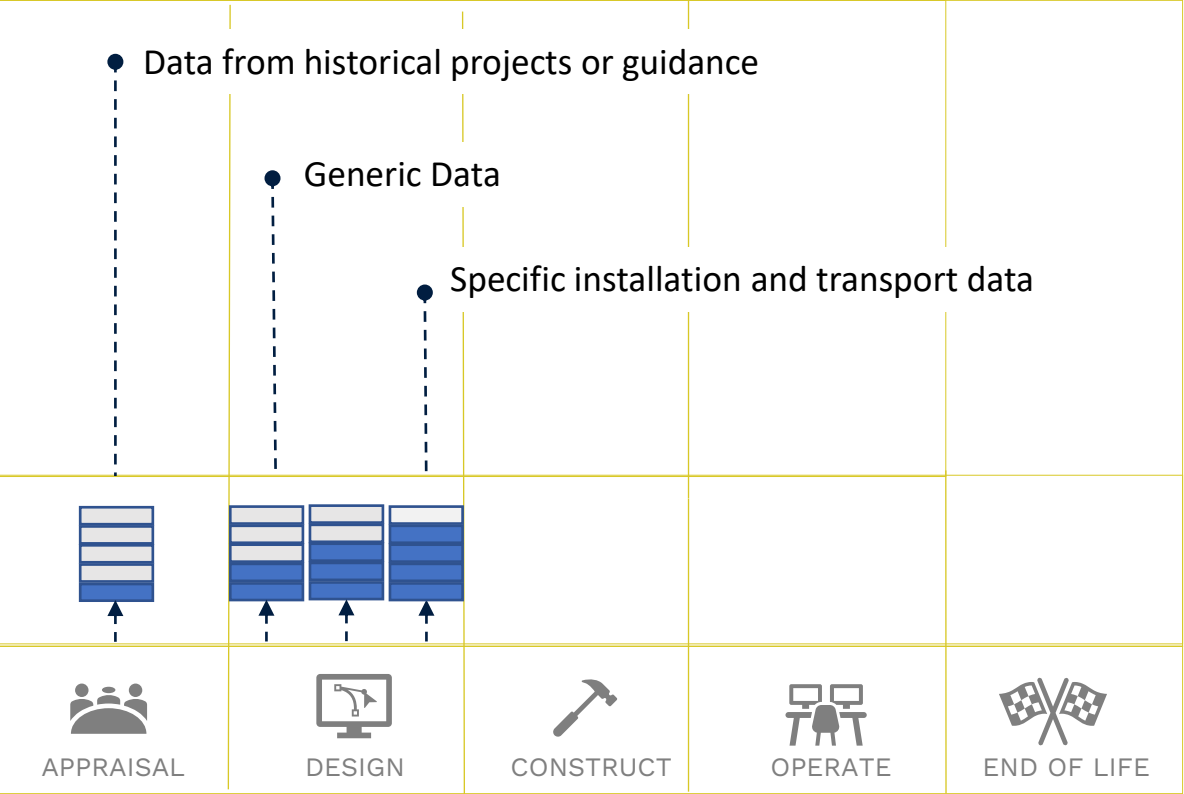 Data from historical projects or guidance
Generic Data
Specific installation and transport data
APPRAISAL
DESIGN
CONSTRUCT
OPERATE
END OF LIFE